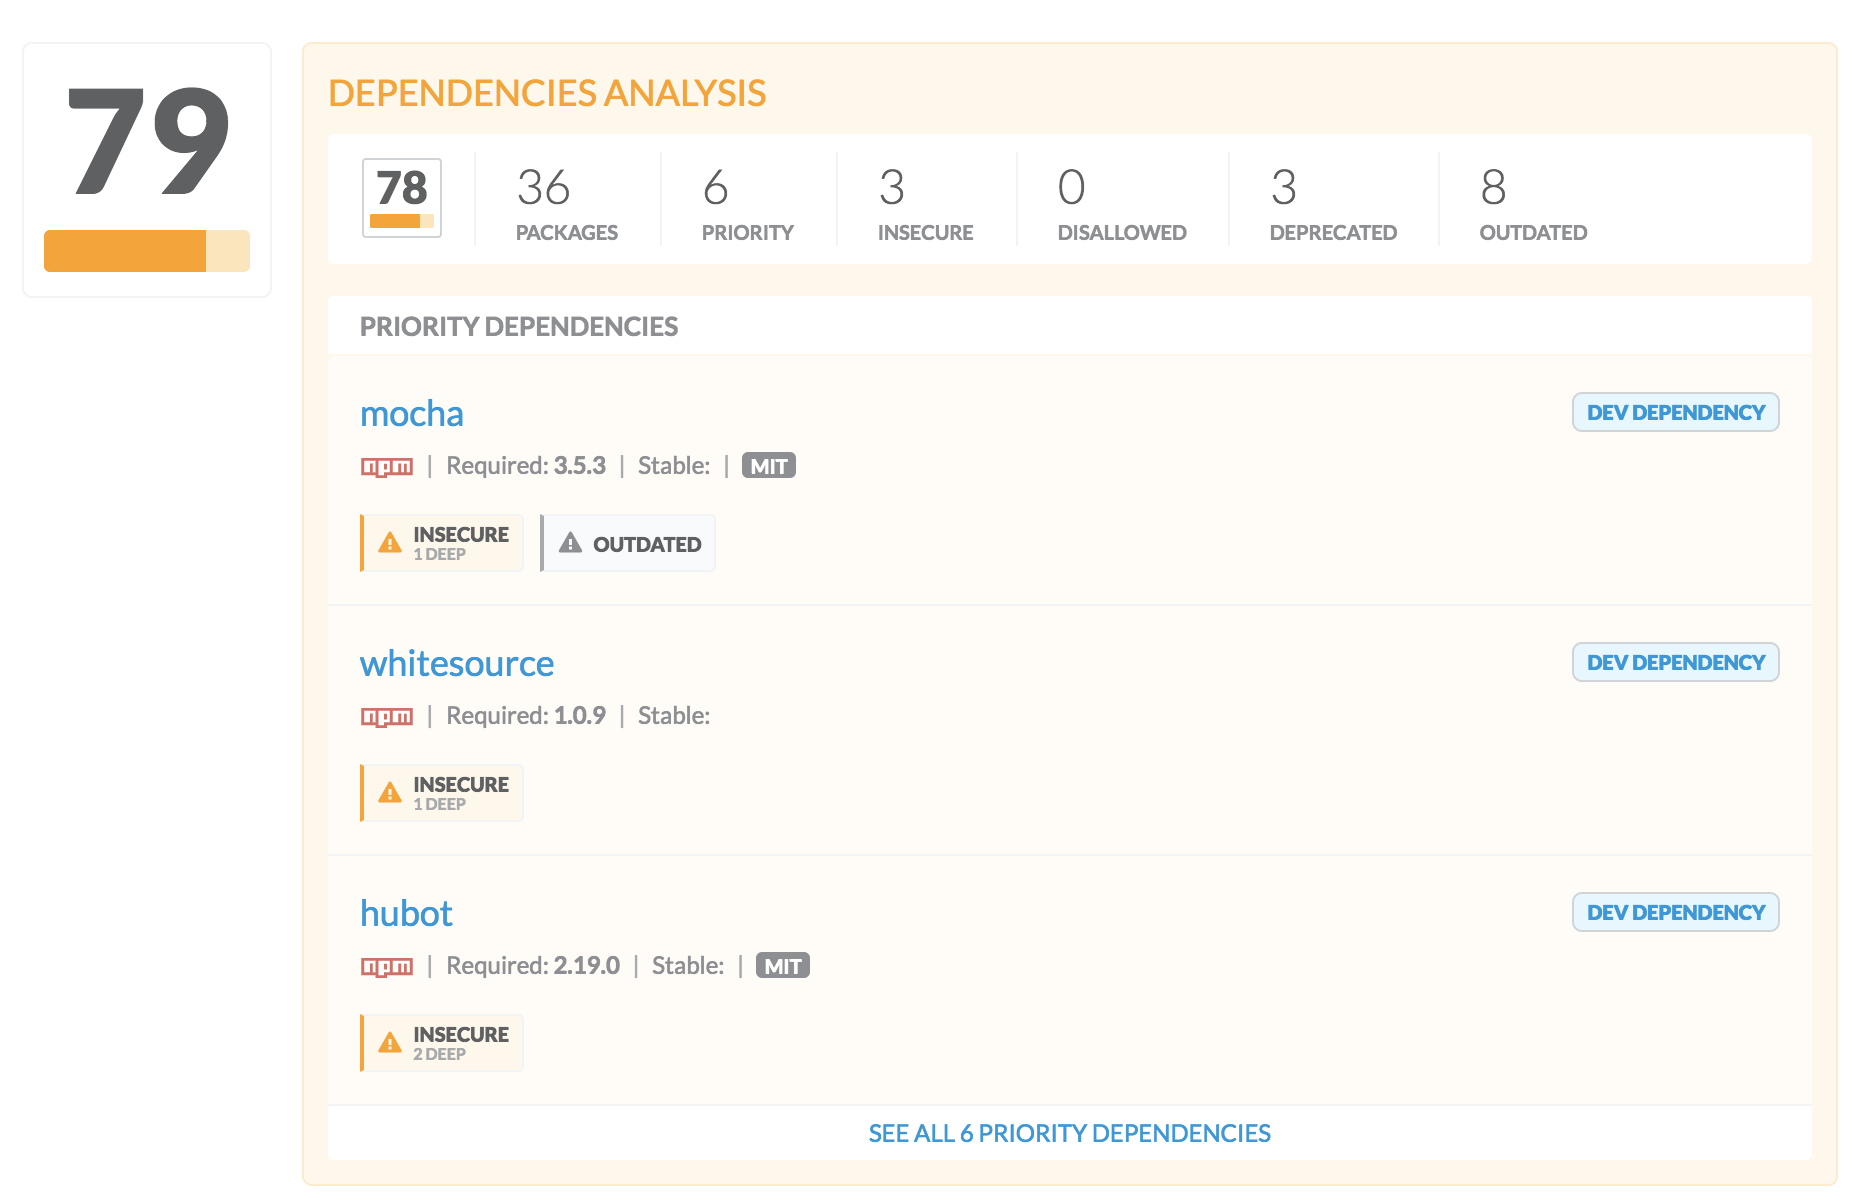 79
DEPENDENCIES ANALYSIS
78
36 PACKAGES
6 PRIORITY
3 INSECURE
0 DISALLOWED
3 DEPRECATED
8 OUTDATED
PRIORITY DEPENDENCIES
mocha
DEV DEPENDENCY
npm | Required: 3.5.3 | Stable: | MIT
INSECURE
1 DEEP
OUTDATED
whitesource
DEV DEPENDENCY
npm | Required: 1.0.9 | Stable:
INSECURE
1 DEEP
hubot
DEV DEPENDENCY
npm | Required: 2.19.0 | Stable: | MIT
INSECURE
2 DEEP
SEE ALL 6 PRIORITY DEPENDENCIES